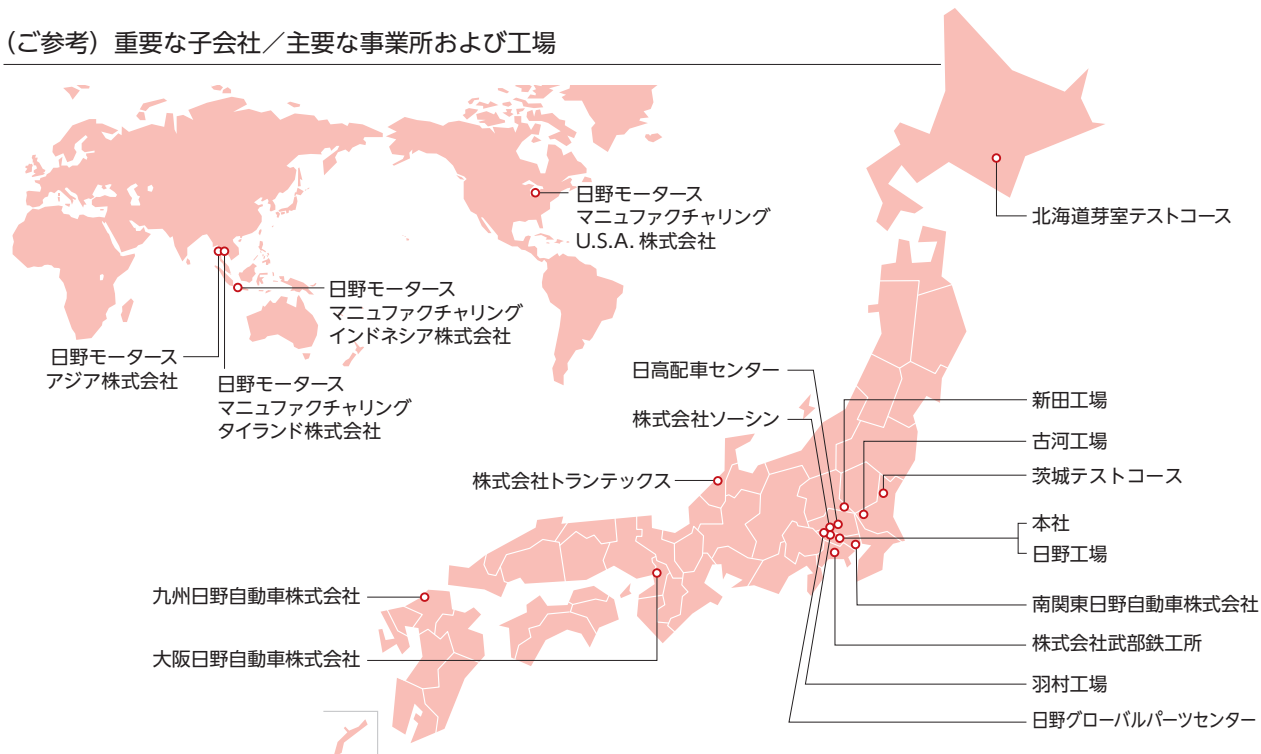 (ご参考) 重要な子会社／主要な事業所および工場
日野モータース
マニュファクチャリング
U.S.A. 株式会社
日野モータース
マニュファクチャリング
インドネシア株式会社
日野モータース
アジア株式会社
日野モータース
マニュファクチャリング
タイランド株式会社
北海道芽室テストコース
日高配車センター
株式会社ソーシン
株式会社トランテックス
九州日野自動車株式会社
大阪日野自動車株式会社
新田工場
古河工場
茨城テストコース
本社
日野工場
南関東日野自動車株式会社
株式会社武部鉄工所
羽村工場
日野グローバルパーツセンター